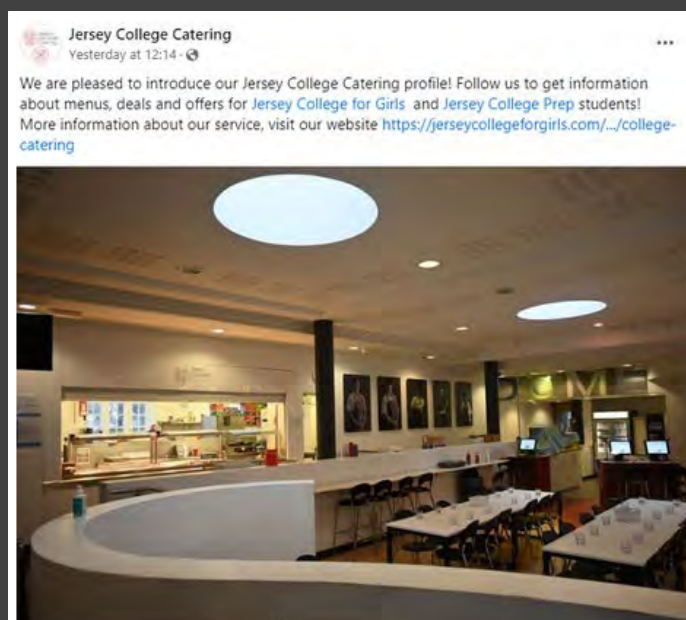 Jersey College Catering
Yesterday at 12:14 ·
We are pleased to introduce our Jersey College Catering profile! Follow us to get information
about menus, deals and offers for Jersey College for Girls and Jersey College Prep students!
More information about our service, visit our website https://jerseycollegeforgirls.com/.../college-
catering